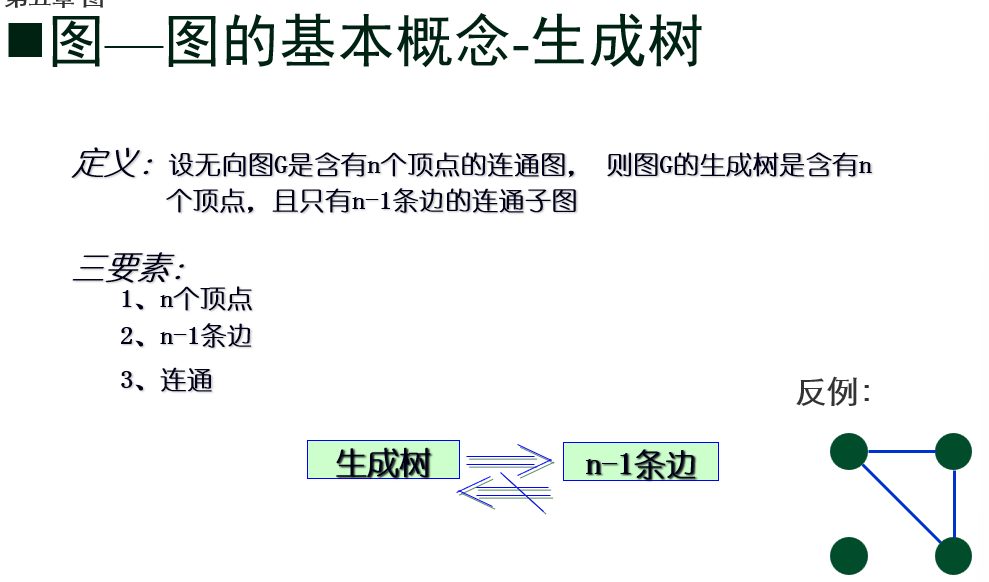 第五章 图
■图—图的基本概念-生成树
定义：设无向图G是含有n个顶点的连通图， 则图G的生成树是含有n
个顶点，且只有n-1条边的连通子图
三要素：
1、n个顶点
2、n-1条边
3、连通
反例：
生成树
n-1条边